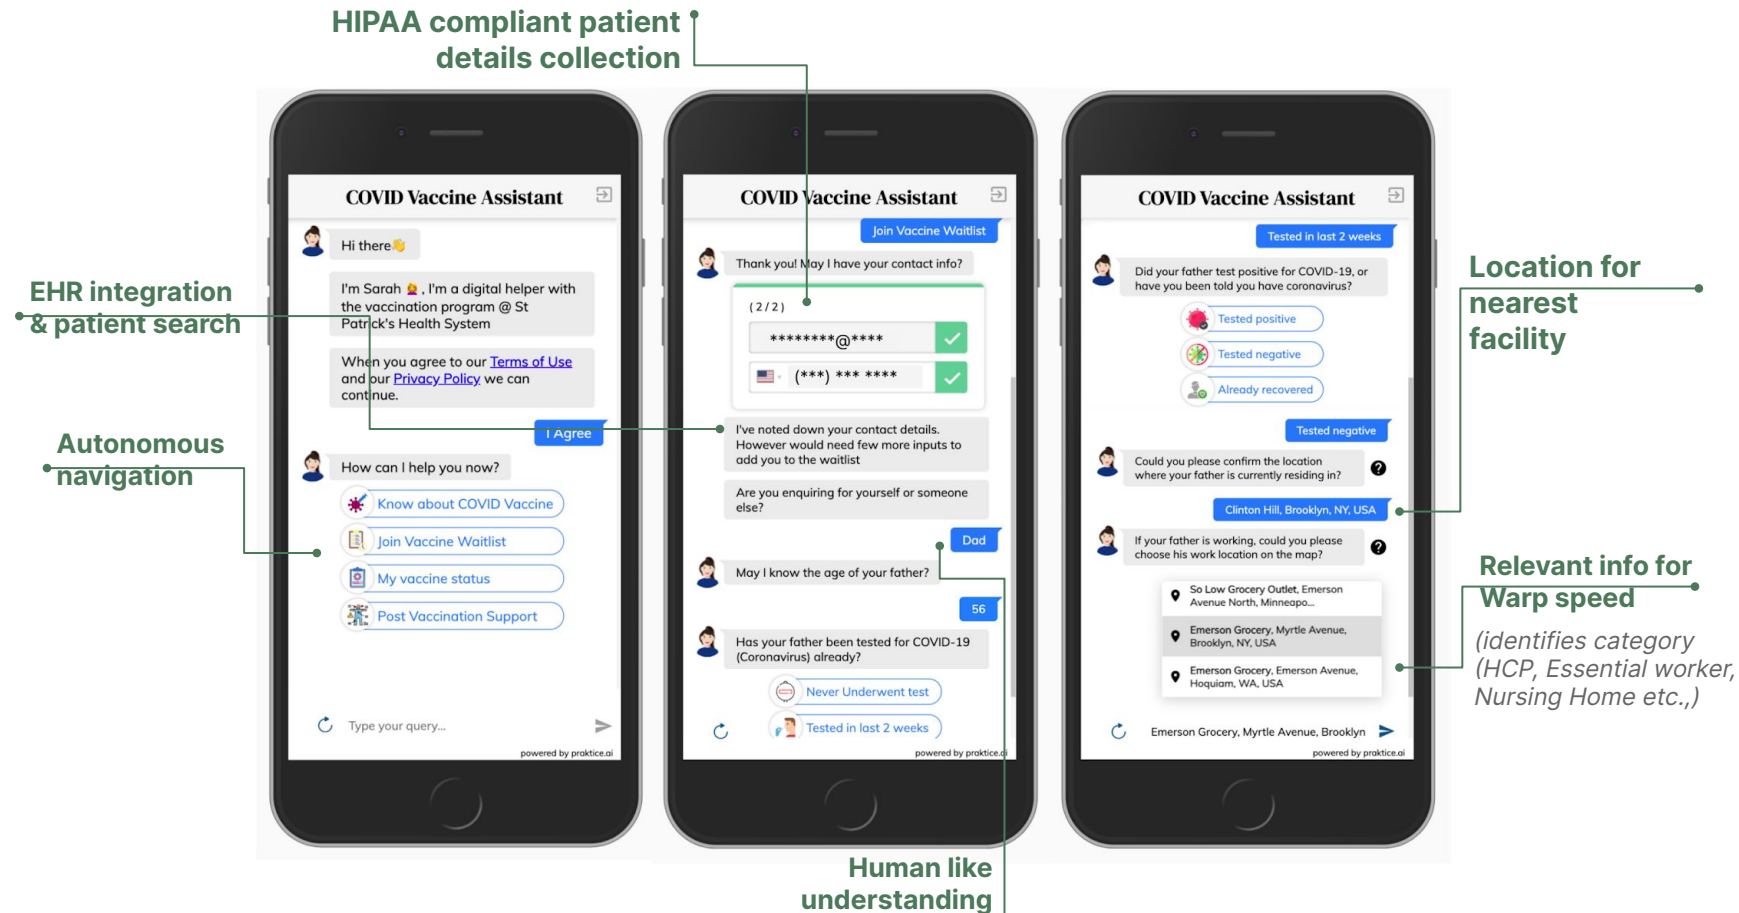 HIPAA compliant patient
details collection
EHR integration
& patient search
Autonomous
navigation
COVID Vaccine Assistant
Hi there👋
I'm Sarah 🙋, I'm a digital helper with
the vaccination program @ St
Patrick's Health System
When you agree to our Terms of Use
and our Privacy Policy we can
continue.
I Agree
How can I help you now?
Know about COVID Vaccine
Join Vaccine Waitlist
My vaccine status
Post Vaccination Support
Type your query...
powered by praktice.ai
COVID Vaccine Assistant
Join Vaccine Waitlist
Thank you! May I have your contact info?
(2/2)
********@****
(***) *** ****
I've noted down your contact details.
However would need few more inputs to
add you to the waitlist
Are you enquiring for yourself or someone
else?
Dad
May I know the age of your father?
56
Has your father been tested for COVID-19
(Coronavirus) already?
Never Underwent test
Tested in last 2 weeks
powered by praktice.ai
Human like
understanding
COVID Vaccine Assistant
Tested in last 2 weeks
Did your father test positive for COVID-19, or
have you been told you have coronavirus?
Tested positive
Tested negative
Already recovered
Tested negative
Could you please confirm the location
where your father is currently residing in?
?
Clinton Hill, Brooklyn, NY, USA
If your father is working, could you please
choose his work location on the map?
?
So Low Grocery Outlet, Emerson
Avenue North, Minneapo...
Emerson Grocery, Myrtle Avenue,
Brooklyn, NY, USA
Emerson Grocery, Emerson Avenue,
Hoquiam, WA, USA
Emerson Grocery, Myrtle Avenue, Brooklyn
powered by praktice.ai
Location for
nearest
facility
Relevant info for
Warp speed
(identifies category
(HCP, Essential worker,
Nursing Home etc.,)